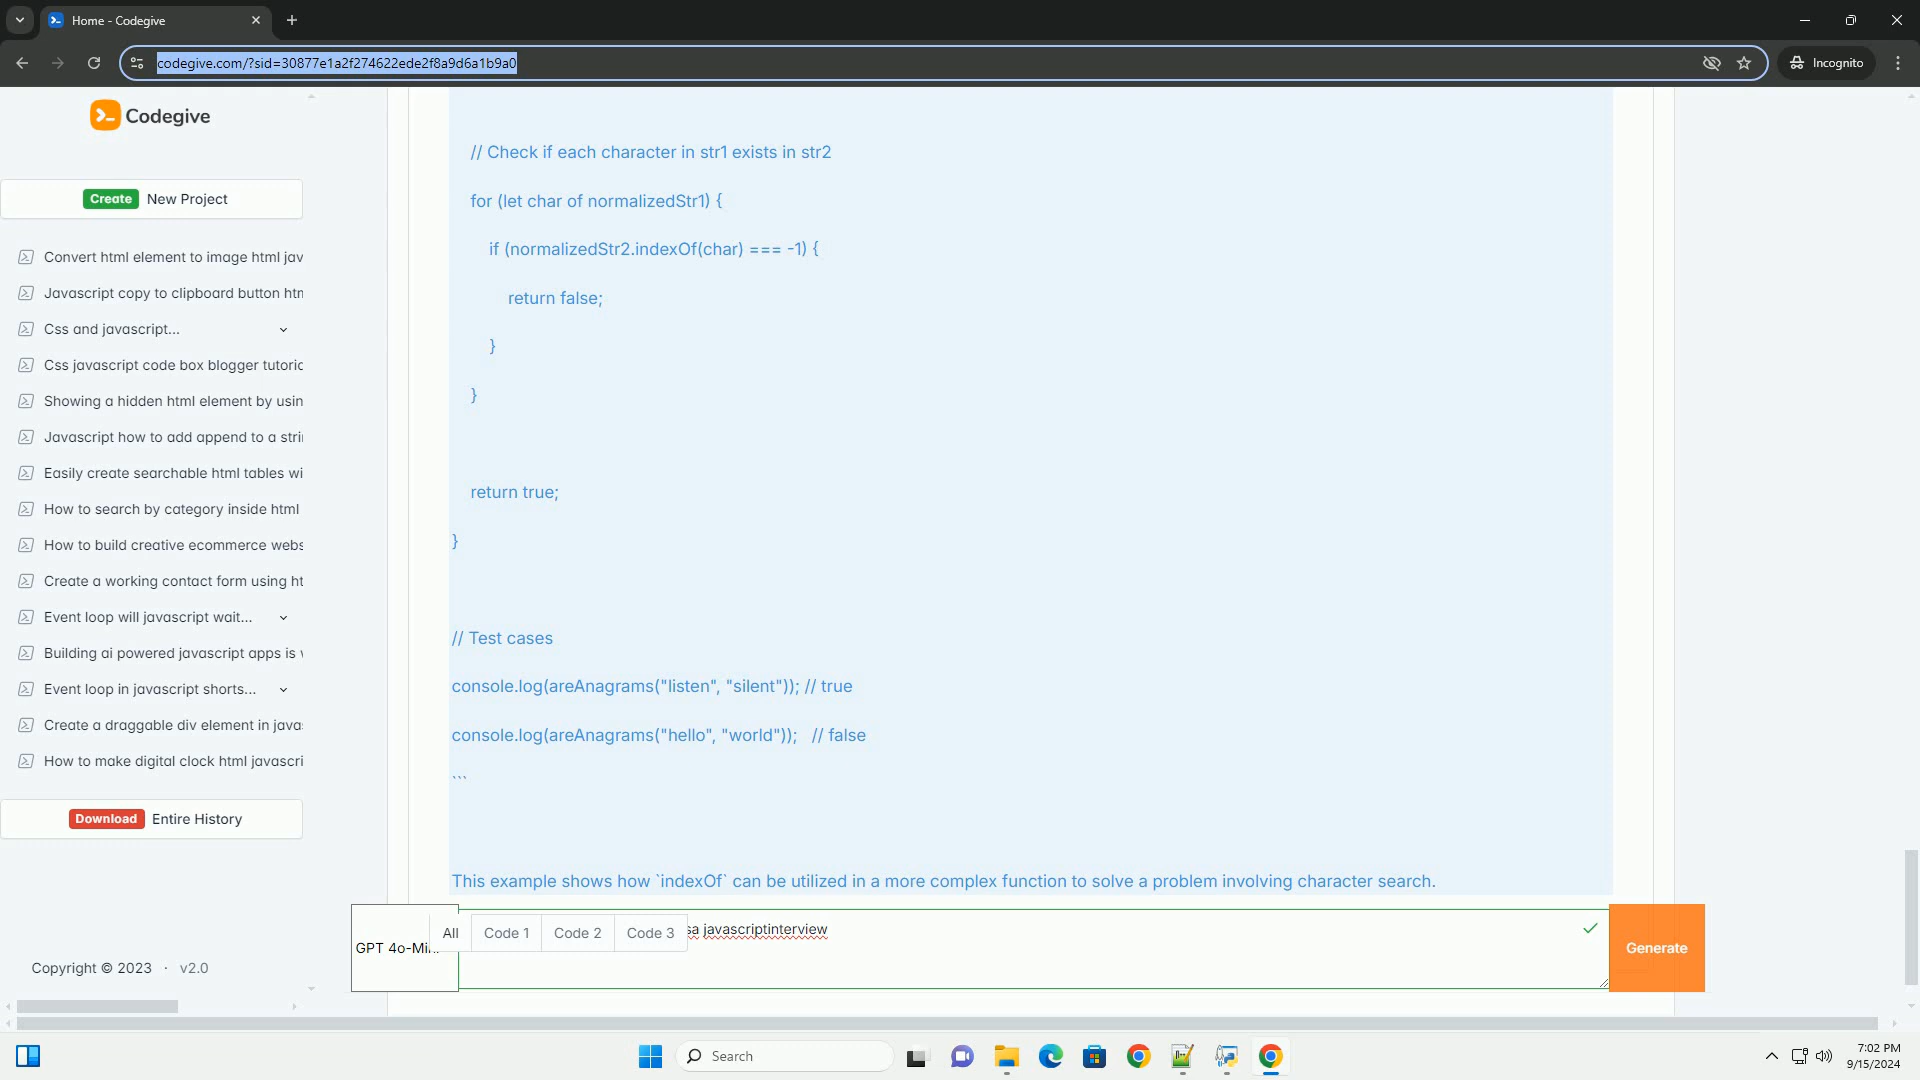 Home - Codegive
codegive.com/?sid=30877e1a2f274622ede2f8a9d6a1b9a0
Incognito
Codegive
Create New Project
Convert html element to image html jav
Javascript copy to clipboard button htm
Css and javascript...
Css javascript code box blogger tutoria
Showing a hidden html element by usin
Javascript how to add append to a stri
Easily create searchable html tables wi
How to search by category inside html
How to build creative ecommerce webs
Create a working contact form using ht
Event loop will javascript wait...
Building ai powered javascript apps is
Event loop in javascript shorts...
Create a draggable div element in java
How to make digital clock html javascri
Download Entire History
Copyright © 2023 · v2.0
// Check if each character in str1 exists in str2
for (let char of normalizedStr1) {
if (normalizedStr2.indexOf(char) === -1) {
return false;
}
}
return true;
}
// Test cases
console.log(areAnagrams("listen", "silent")); // true
console.log(areAnagrams("hello", "world")); // false
```
This example shows how `indexOf` can be utilized in a more complex function to solve a problem involving character search.
GPT 4o-Mini
All Code 1 Code 2 Code 3
sa javascriptinterview
Generate
Search
7:02 PM
9/15/2024